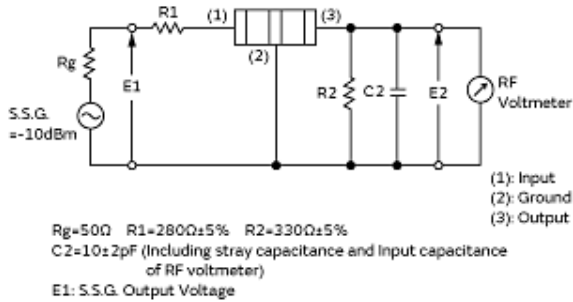 R1
(1)
(3)
(2)
Rg
E1
R2
C2
E2
RF
Voltmeter
S.S.G.
=-10dBm
(1): Input
(2): Ground
(3): Output
Rg=50Ω R1=280Ω±5% R2=330Ω±5%
C2=10±2pF (Including stray capacitance and Input capacitance
of RF voltmeter)
E1: S.S.G. Output Voltage